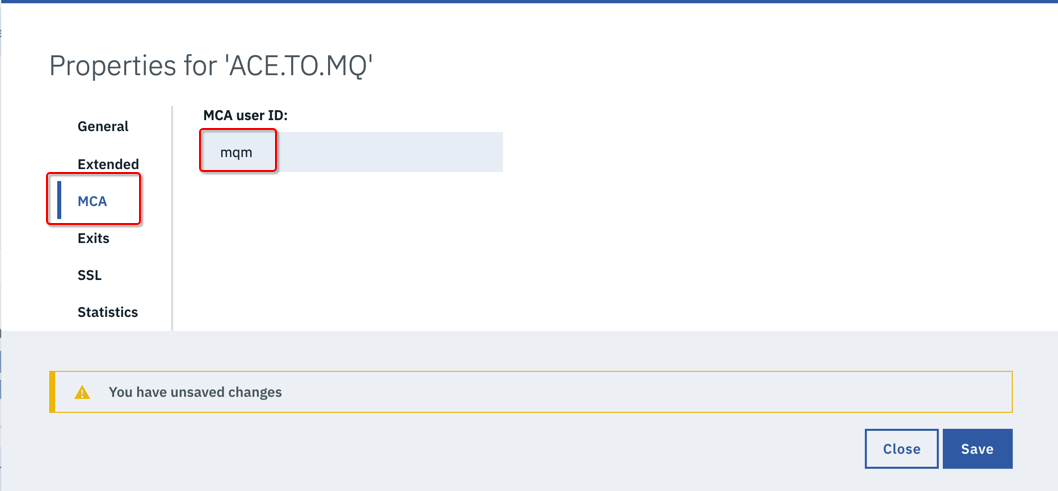 Properties for 'ACE.TO.MQ'
General
Extended
MCA
Exits
SSL
Statistics
MCA user ID:
mqm
You have unsaved changes
Close
Save